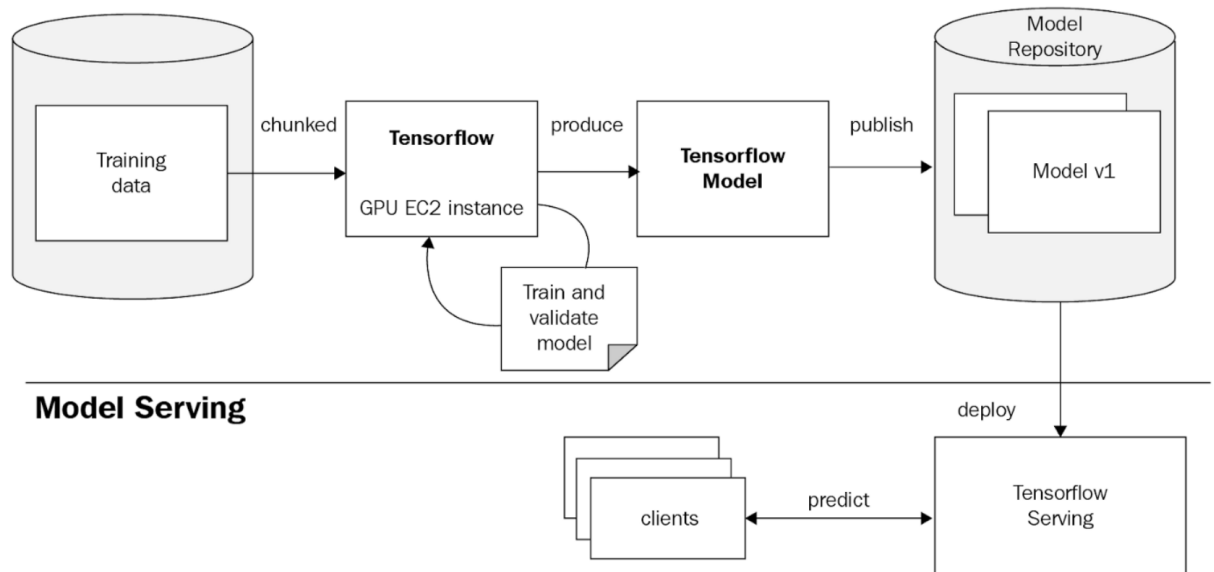 Model
Repository
chunked
produce
publish
Training
data
Tensorflow
GPU EC2 instance
Tensorflow
Model
Model v1
Train and
validate
model
Model Serving
deploy
clients
predict
Tensorflow
Serving